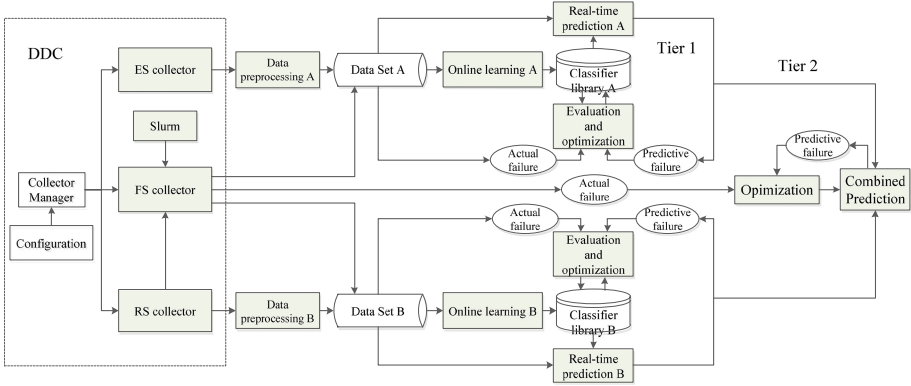 DDC
ES collector
Slurm
FS collector
Collector
Manager
Configuration
RS collector
Data
preprocessing A
Data Set A
Online learning A
Real-time
prediction A
Classifier
library A
Evaluation
and
optimization
Actual
failure
Predictive
failure
Tier 1
Tier 2
Actual
failure
Predictive
failure
Opimization
Combined
Prediction
Actual
failure
Predictive
failure
Evaluation
and
optimization
Data
preprocessing B
Data Set B
Online learning B
Classifier
library B
Real-time
prediction B